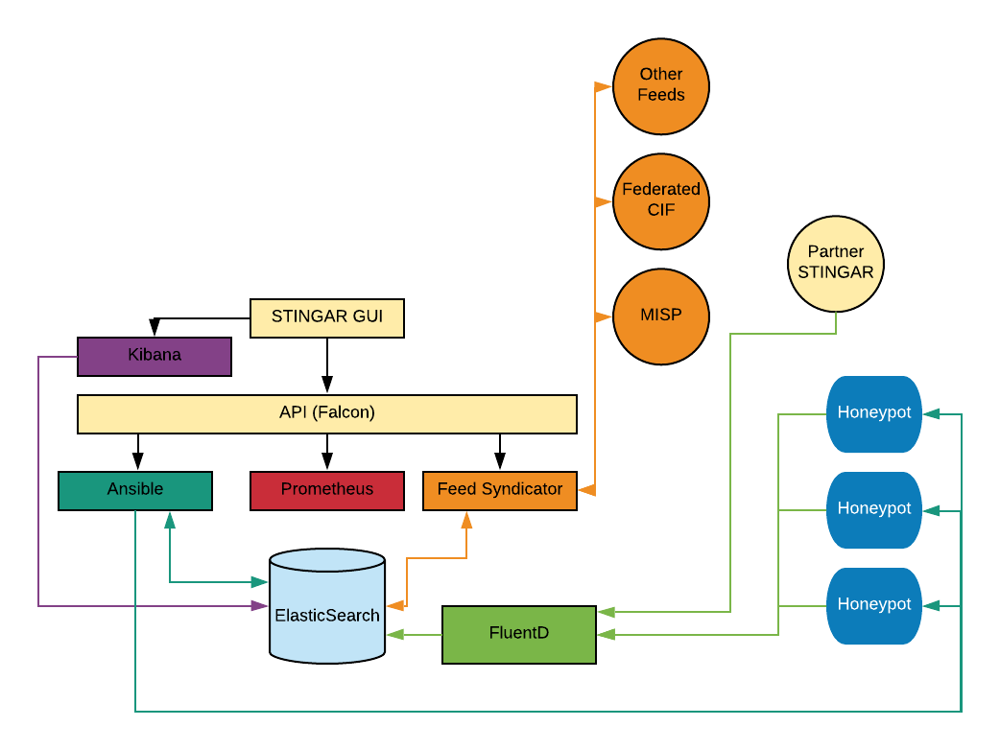 Other
Feeds
Federated
CIF
Partner
STINGAR
MISP
STINGAR GUI
Kibana
API (Falcon)
Honeypot
Ansible
Prometheus
Feed Syndicator
Honeypot
ElasticSearch
FluentD
Honeypot